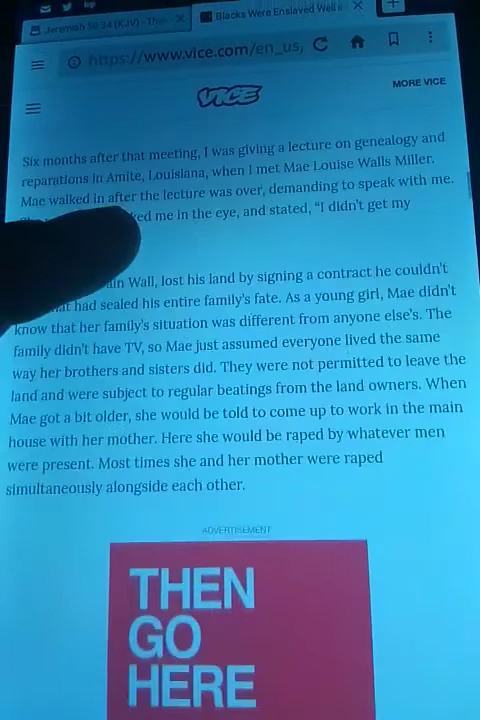 Jeremiah 50 34 (KJV) - The
Blacks Were Enslaved Well i
https://www.vice.com/en_us,
VICE
MORE VICE
Six months after that meeting, I was giving a lecture on genealogy and
reparations in Amite, Louisiana, when I met Mae Louise Walls Miller.
Mae walked in after the lecture was over, demanding to speak with me.
me in the eye, and stated, “I didn't get my
Wall, lost his land by signing a contract he couldn't
had sealed his entire family's fate. As a young girl, Mae didn't
know that her family's situation was different from anyone else's. The
family didn't have TV, so Mae just assumed everyone lived the same
way her brothers and sisters did. They were not permitted to leave the
land and were subject to regular beatings from the land owners. When
Mae got a bit older, she would be told to come up to work in the main
house with her mother. Here she would be raped by whatever men
were present. Most times she and her mother were raped
simultaneously alongside each other.
ADVERTISEMENT
THEN
GO
HERE